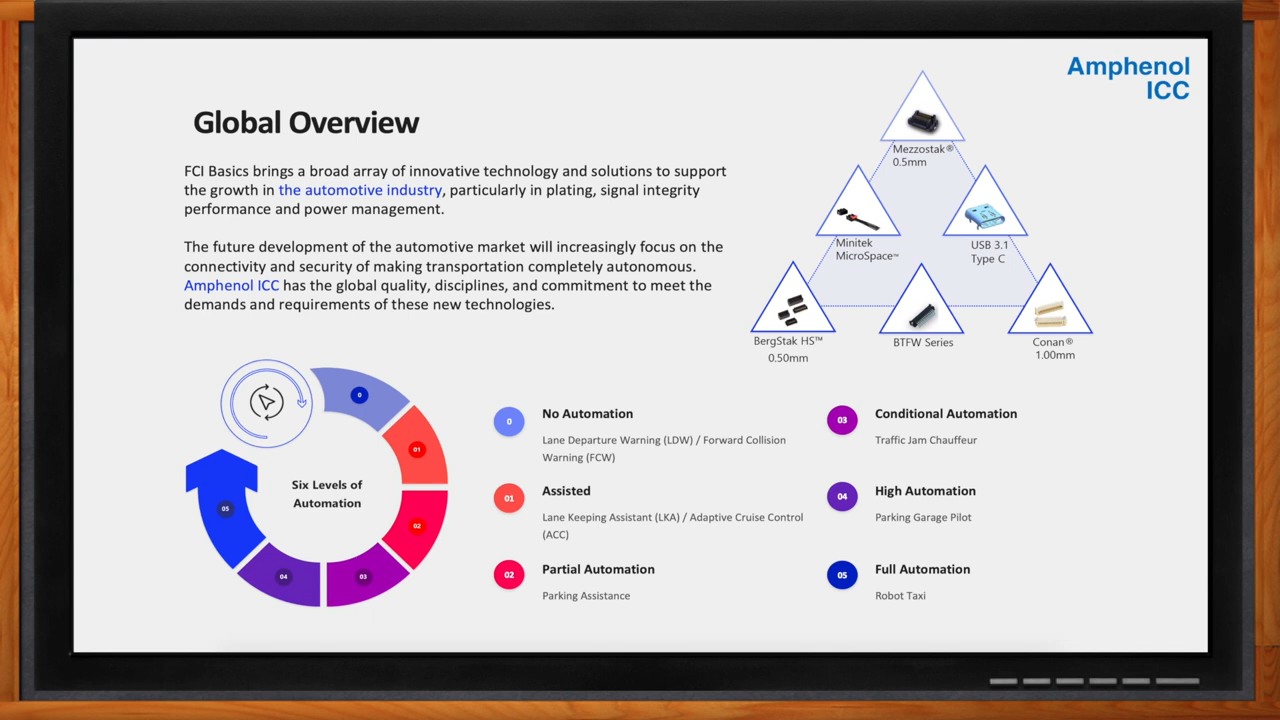 Amphenol
ICC
Global Overview
FCI Basics brings a broad array of innovative technology and solutions to support
the growth in the automotive industry, particularly in plating, signal integrity
performance and power management.
The future development of the automotive market will increasingly focus on the
connectivity and security of making transportation completely autonomous.
Amphenol ICC has the global quality, disciplines, and commitment to meet the
demands and requirements of these new technologies.
Mezzostak®
0.5mm
Minitek
MicroSpace™
USB 3.1
Type C
BergStak HS™
0.50mm
BTFW Series
Conan®
1.00mm
0
01
02
03
04
05
Six Levels of
Automation
0
No Automation
Lane Departure Warning (LDW) / Forward Collision
Warning (FCW)
01
Assisted
Lane Keeping Assistant (LKA) / Adaptive Cruise Control
(ACC)
02
Partial Automation
Parking Assistance
03
Conditional Automation
Traffic Jam Chauffeur
04
High Automation
Parking Garage Pilot
05
Full Automation
Robot Taxi